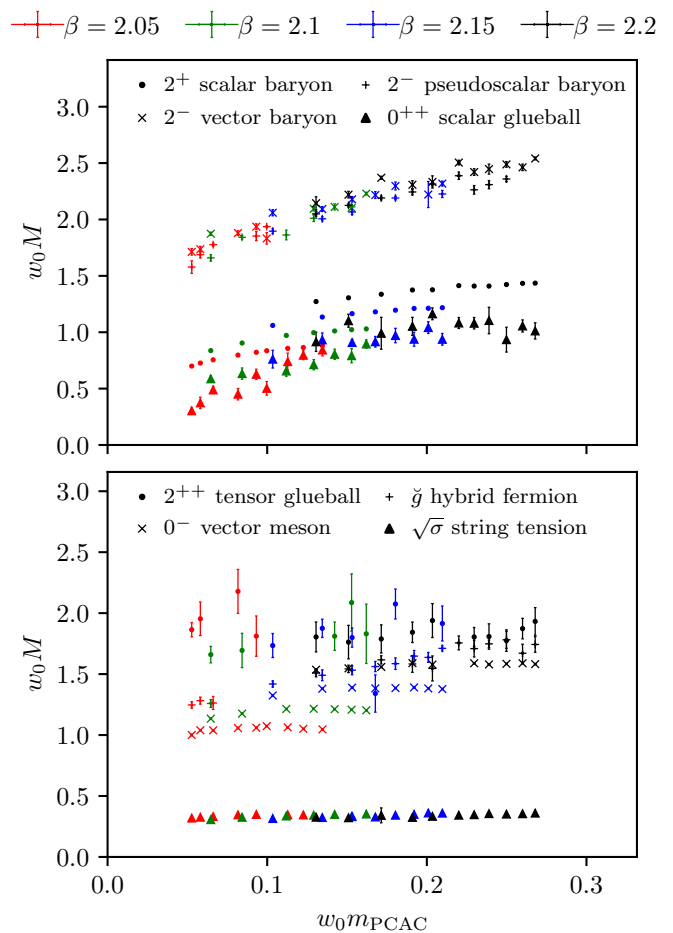 β = 2.05 β = 2.1 β = 2.15 β = 2.2
2⁺ scalar baryon 2⁻ pseudoscalar baryon
2⁻ vector baryon 0⁺⁺ scalar glueball
3.0
2.5
2.0
1.5
1.0
0.5
0.0
w₀M
2⁺⁺ tensor glueball ğ hybrid fermion
0⁻ vector meson √σ string tension
3.0
2.5
2.0
1.5
1.0
0.5
0.0
w₀M
0.0 0.1 0.2 0.3
w₀m_PCAC